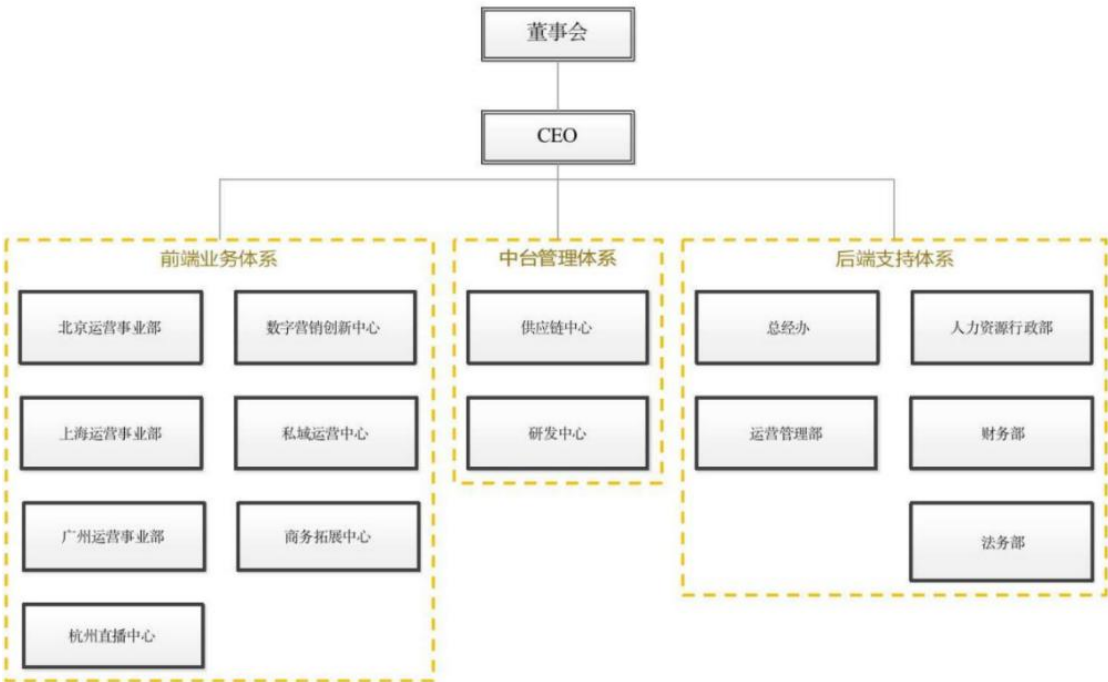 董事会
CEO
前端业务体系
北京运营事业部
数字营销创新中心
上海运营事业部
私域运营中心
广州运营事业部
商务拓展中心
杭州直播中心
中台管理体系
供应链中心
研发中心
后端支持体系
总经办
人力资源行政部
运营管理部
财务部
法务部